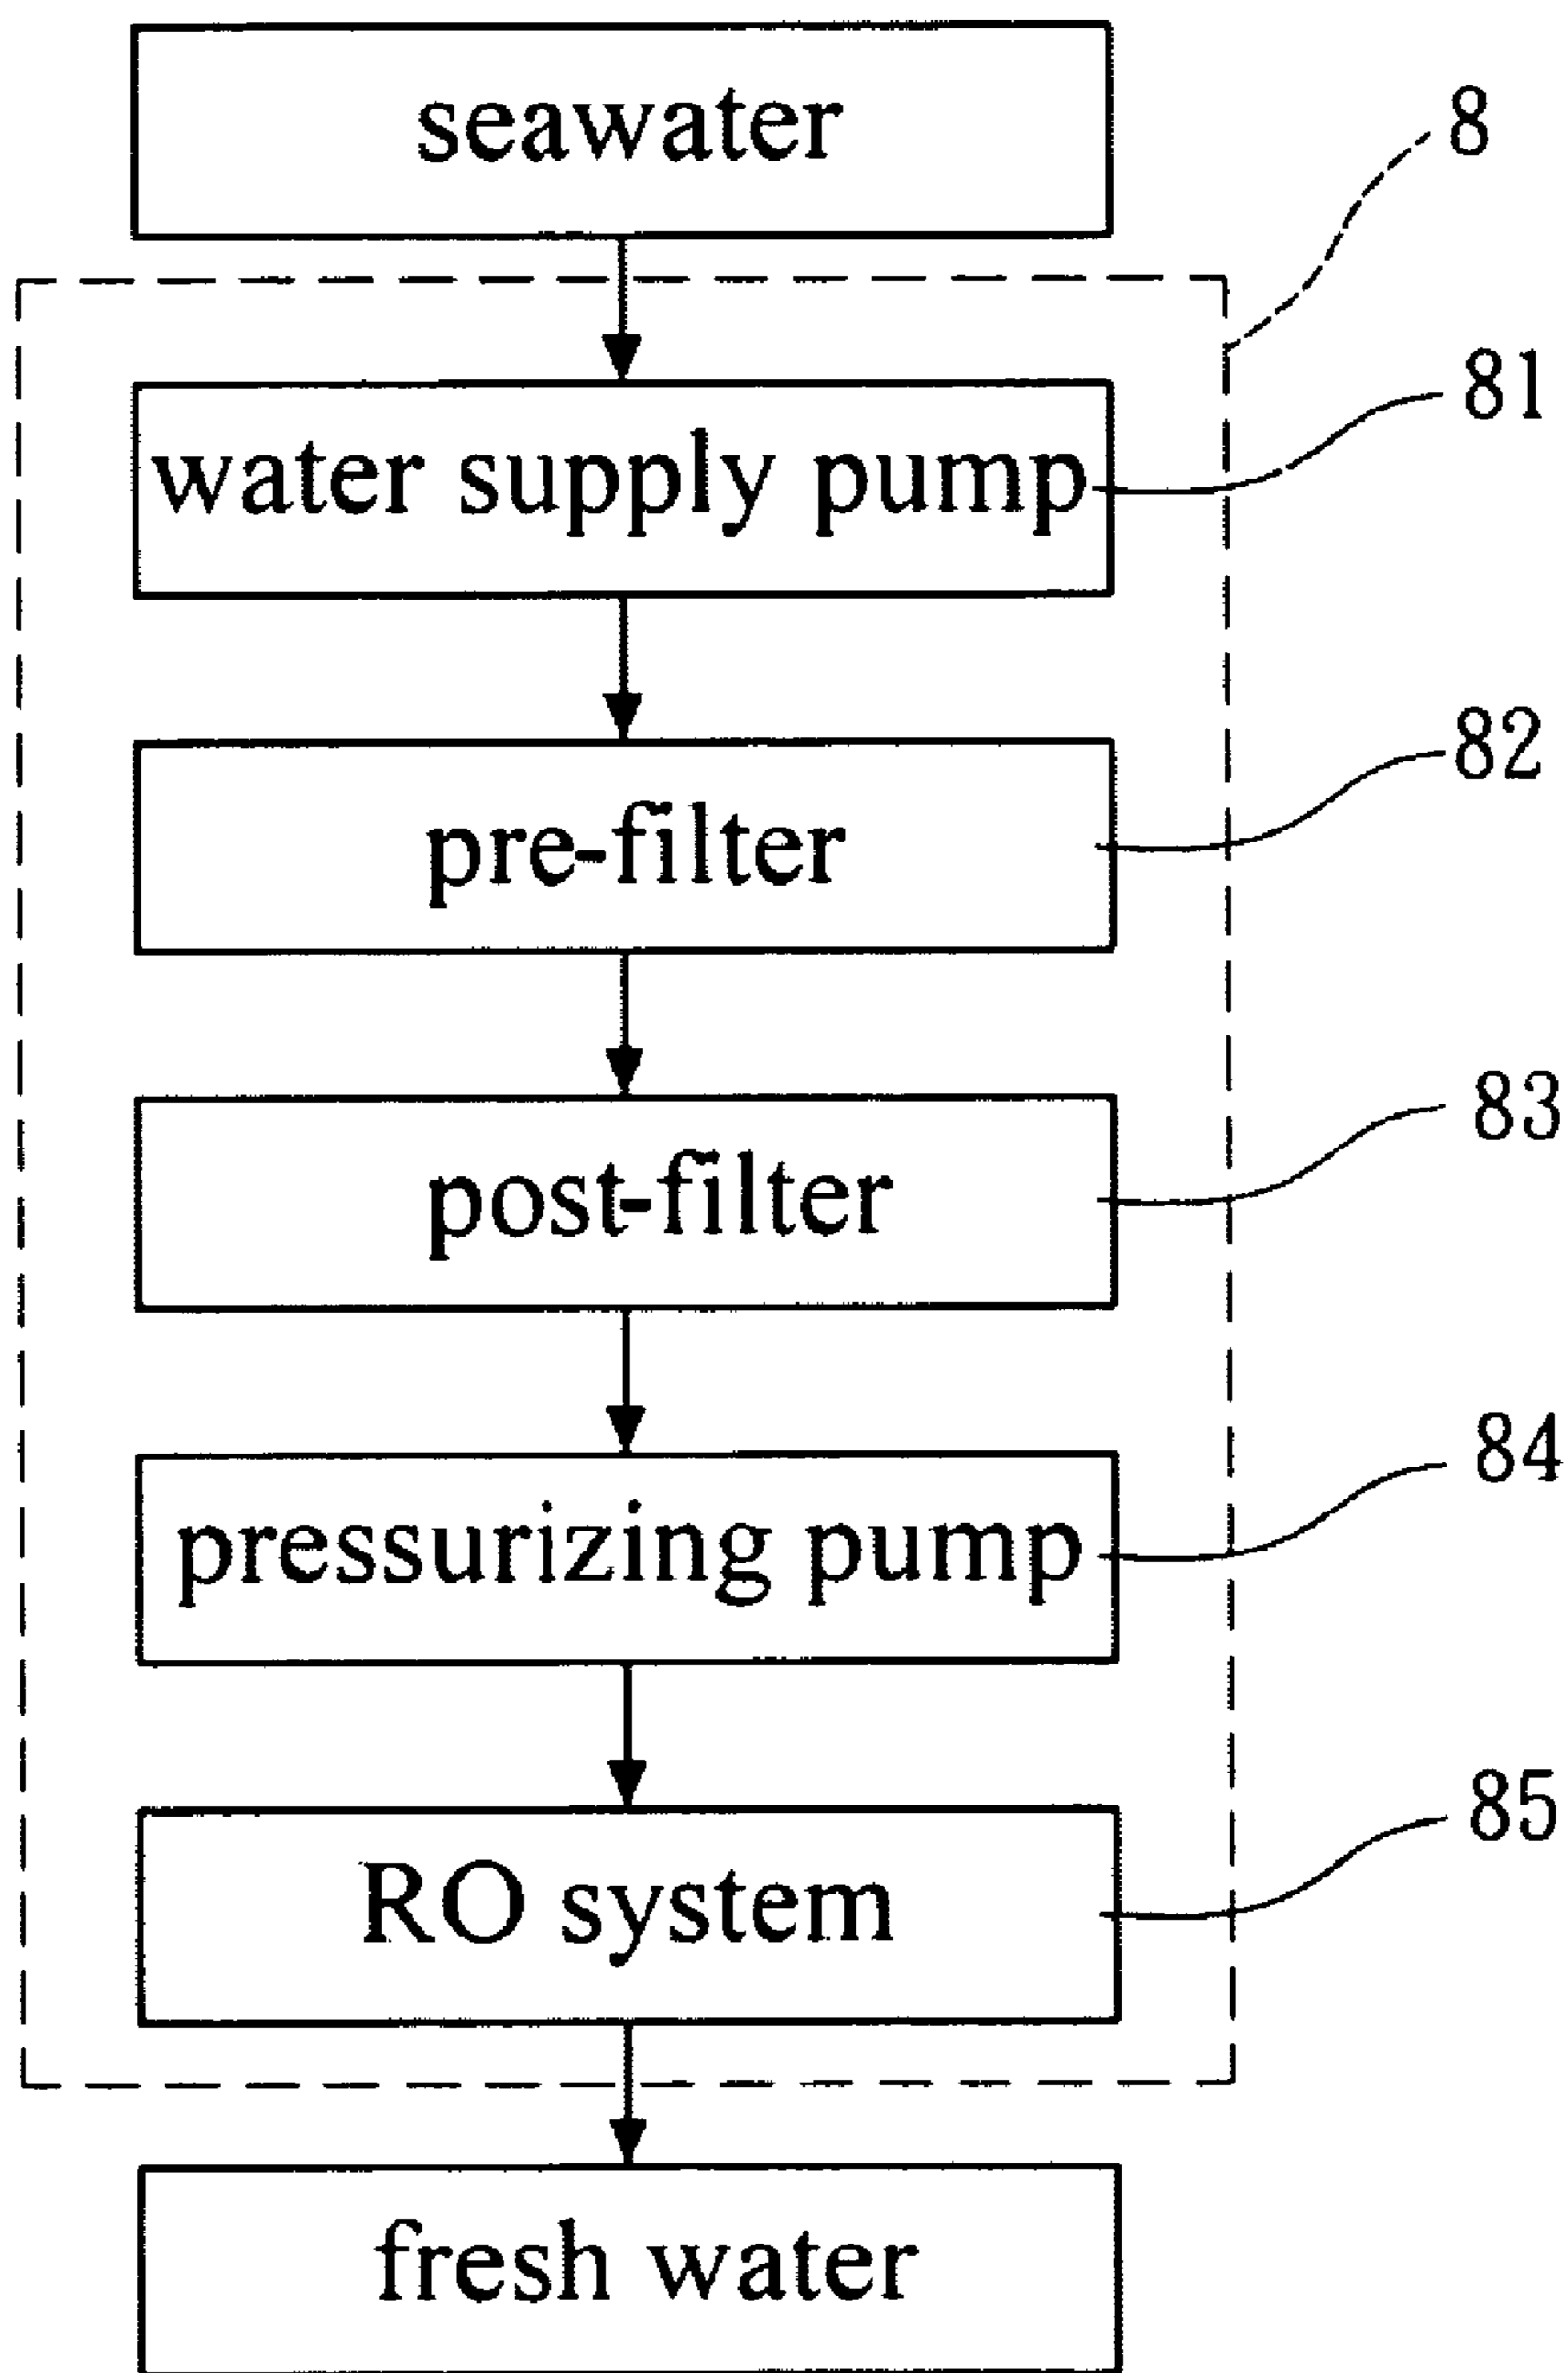 seawater
8
water supply pump
81
pre-filter
82
post-filter
83
pressurizing pump
84
RO system
85
fresh water